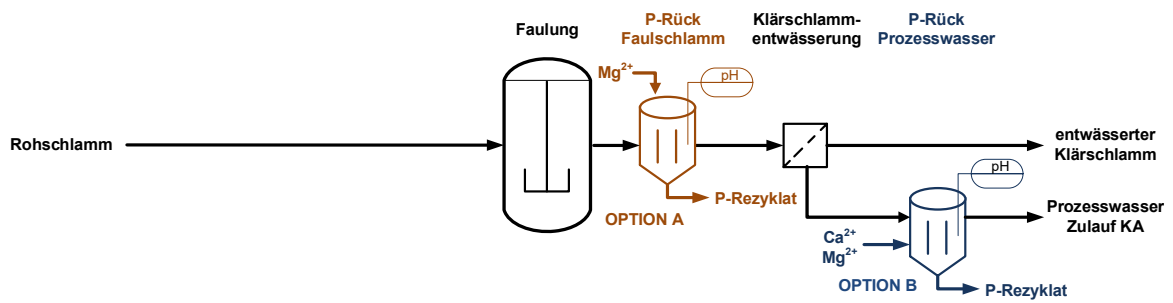 Faulung
P-Rück
Faulschlamm
Klärschlamm-
entwässerung
P-Rück
Prozesswasser
Mg²⁺
pH
Rohschlamm
entwässerter
Klärschlamm
pH
P-Rezyklat
OPTION A
Prozesswasser
Zulauf KA
Ca²⁺
Mg²⁺
OPTION B
P-Rezyklat